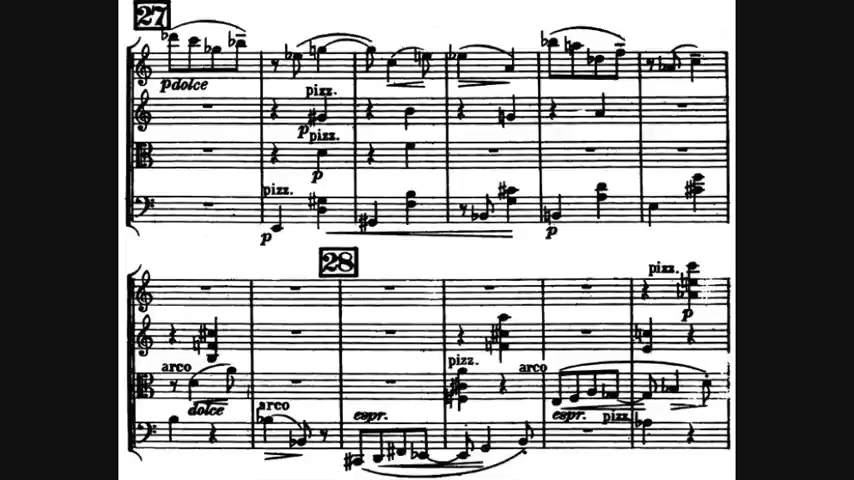 27
p dolce
pizz.
p pizz.
p
pizz.
p
p
28
pizz.
p
pizz.
arco
arco
dolce
arco
espr.
espr.
pizz.